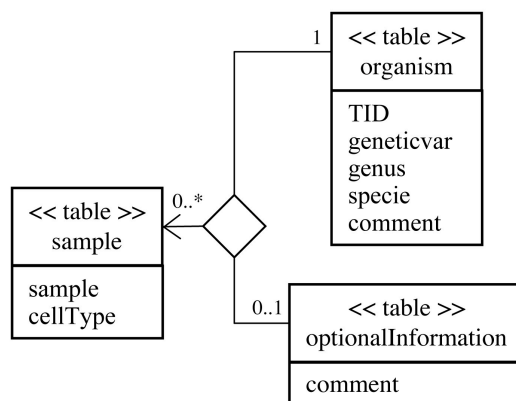 1
<< table >>
organism
TID
geneticvar
genus
specie
comment
0..*
<< table >>
sample
sample
cellType
0..1
<< table >>
optionalInformation
comment